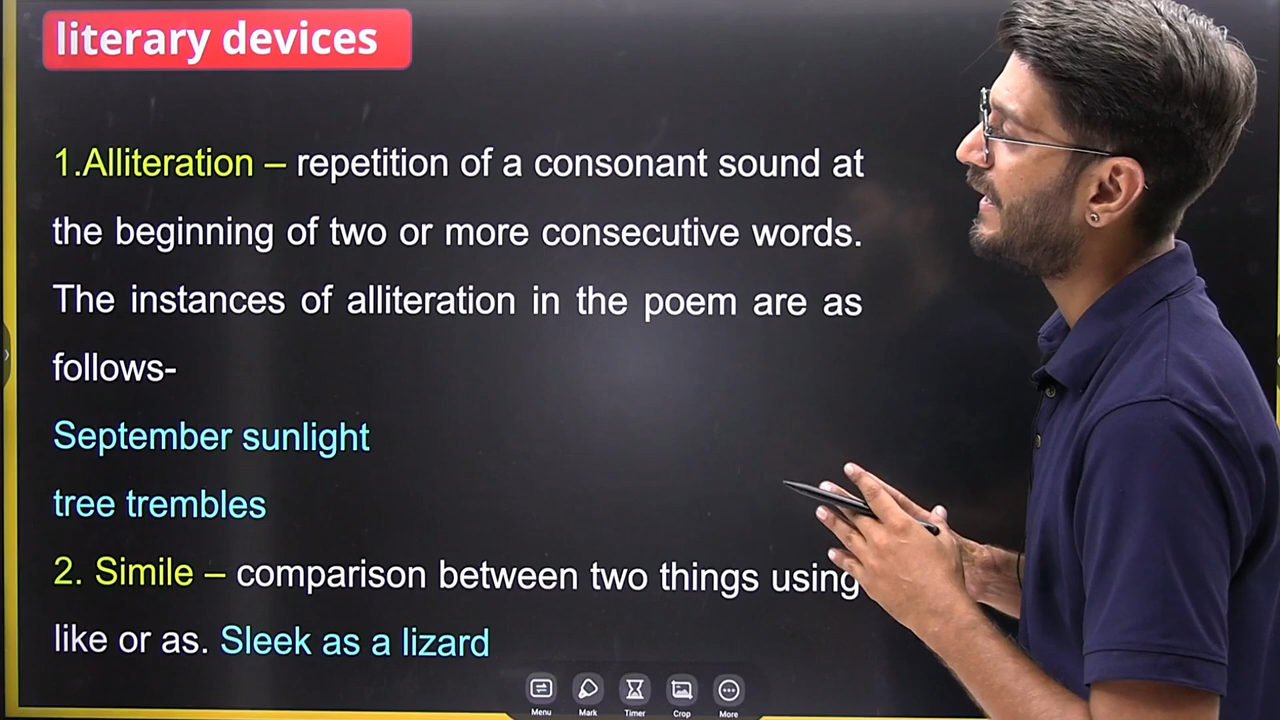 literary devices
1.Alliteration – repetition of a consonant sound at
the beginning of two or more consecutive words.
The instances of alliteration in the poem are as
follows-
September sunlight
tree trembles
2. Simile – comparison between two things using
like or as. Sleek as a lizard
Menu Mark Timer Crop More